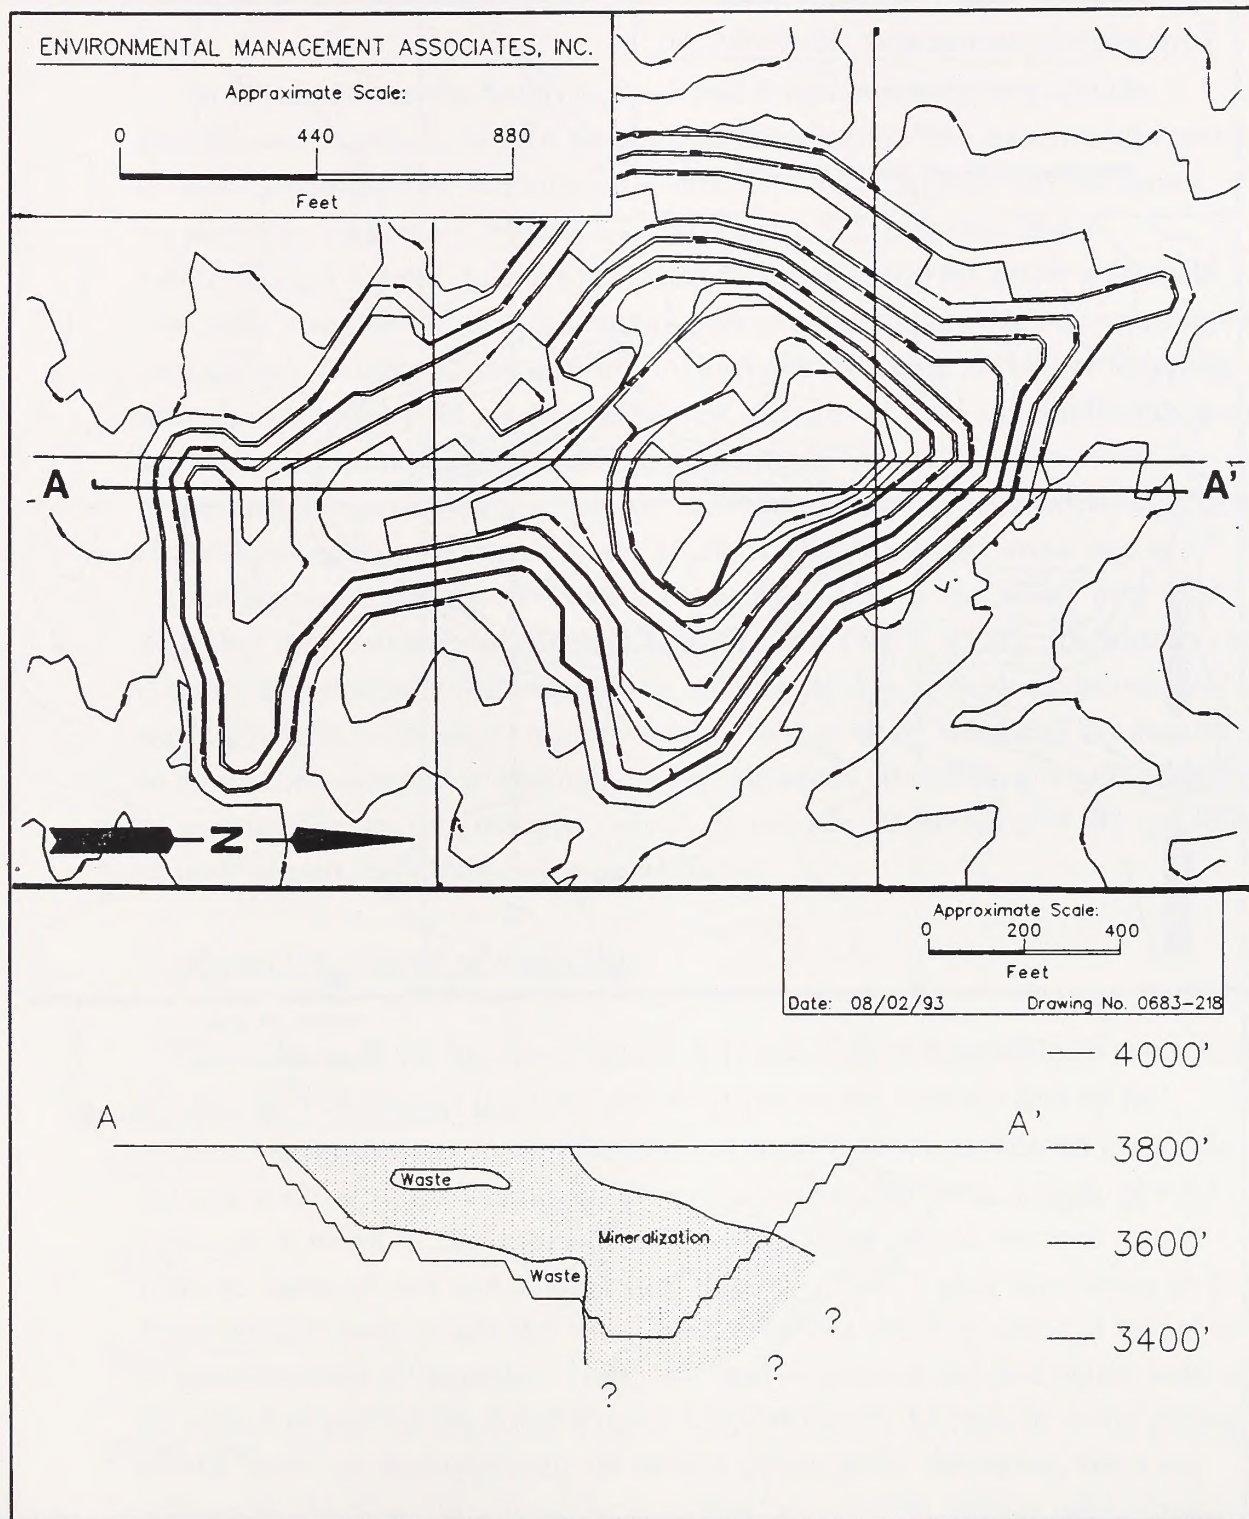 ENVIRONMENTAL MANAGEMENT ASSOCIATES, INC.
Approximate Scale:
0 440 880
Feet
A A'
N
Approximate Scale:
0 200 400
Feet
Date: 08/02/93 Drawing No. 0683-218
4000'
A A' 3800'
Waste
Mineralization 3600'
Waste
?
3400'
?
?